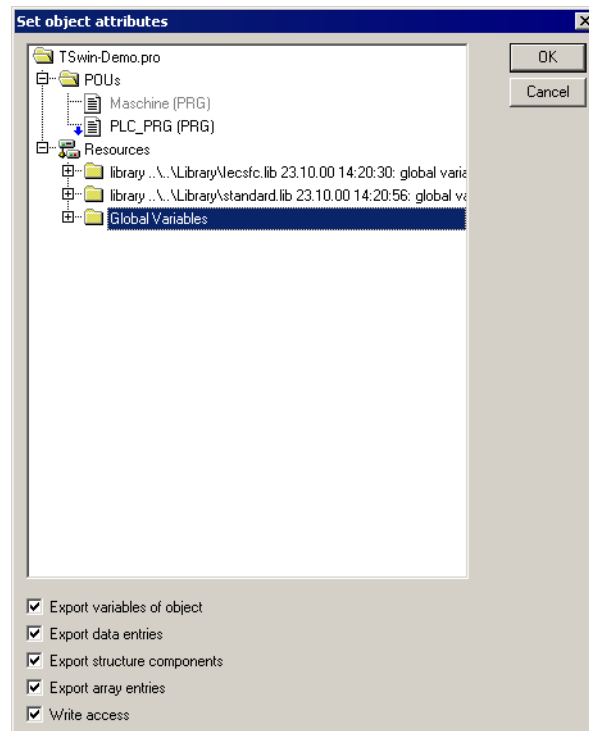 Set object attributes
TSwin-Demo.pro
OK
POUs
Cancel
Maschine (PRG)
PLC_PRG (PRG)
Resources
library ..\..\Library\Iecsfc.lib 23.10.00 14:20:30: global varia
library ..\..\Library\standard.lib 23.10.00 14:20:56: global va
Global Variables
Export variables of object
Export data entries
Export structure components
Export array entries
Write access